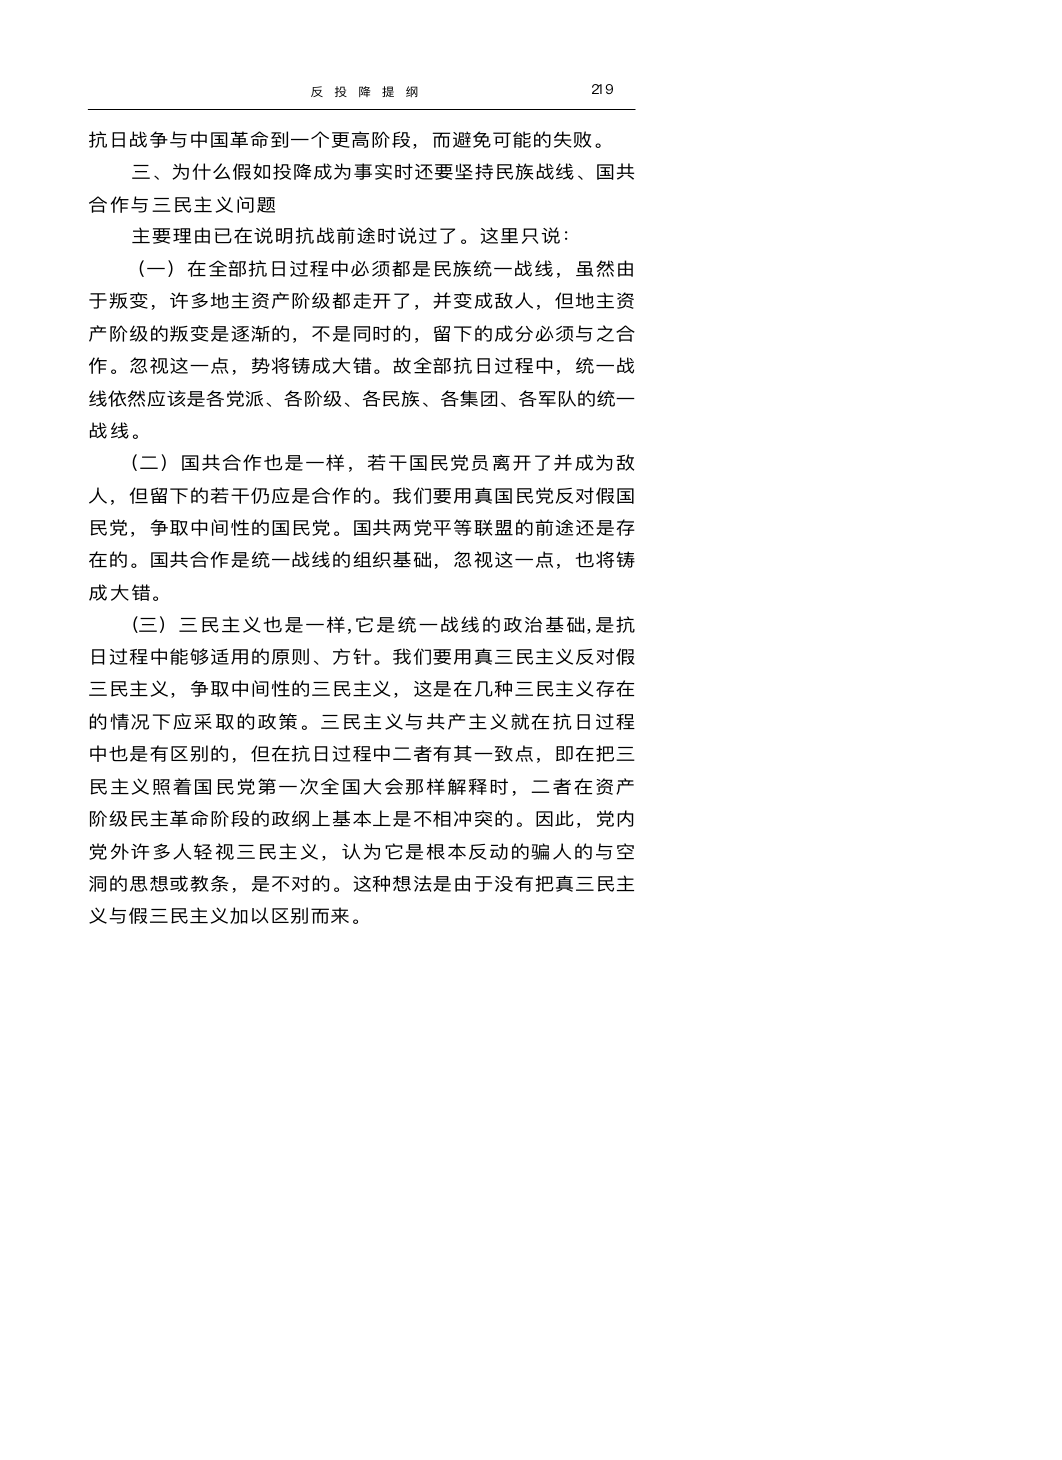 反投降提纲 219
抗日战争与中国革命到一个更高阶段，而避免可能的失败。
三、为什么假如投降成为事实时还要坚持民族战线、国共
合作与三民主义问题
主要理由已在说明抗战前途时说过了。这里只说：
（一）在全部抗日过程中必须都是民族统一战线，虽然由
于叛变，许多地主资产阶级都走开了，并变成敌人，但地主资
产阶级的叛变是逐渐的，不是同时的，留下的成分必须与之合
作。忽视这一点，势将铸成大错。故全部抗日过程中，统一战
线依然应该是各党派、各阶级、各民族、各集团、各军队的统一
战线。
（二）国共合作也是一样，若干国民党员离开了并成为敌
人，但留下的若干仍应是合作的。我们要用真国民党反对假国
民党，争取中间性的国民党。国共两党平等联盟的前途还是存
在的。国共合作是统一战线的组织基础，忽视这一点，也将铸
成大错。
（三）三民主义也是一样,它是统一战线的政治基础,是抗
日过程中能够适用的原则、方针。我们要用真三民主义反对假
三民主义，争取中间性的三民主义，这是在几种三民主义存在
的情况下应采取的政策。三民主义与共产主义就在抗日过程
中也是有区别的，但在抗日过程中二者有其一致点，即在把三
民主义照着国民党第一次全国大会那样解释时，二者在资产
阶级民主革命阶段的政纲上基本上是不相冲突的。因此，党内
党外许多人轻视三民主义，认为它是根本反动的骗人的与空
洞的思想或教条，是不对的。这种想法是由于没有把真三民主
义与假三民主义加以区别而来。